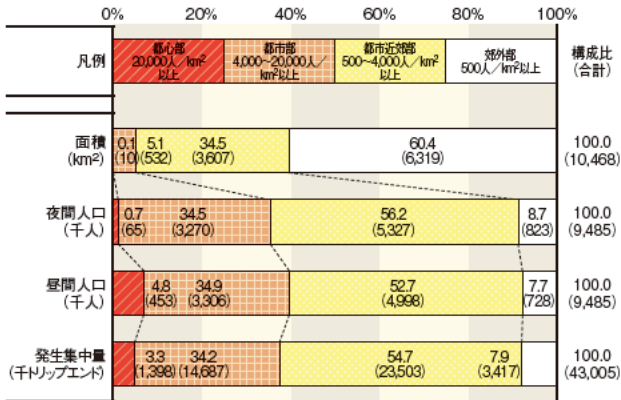 0% 20% 40% 60% 80% 100%
凡例
都心部
20,000人/km²
以上
都市部
4,000～20,000人/
km²以上
都市近郊部
500～4,000人/km²
以上
郊外部
500人/km²以上
構成比
(合計)
面積
(km²)
0.1 5.1 34.5 60.4 100.0
(10) (532) (3,607) (6,319) (10,468)
夜間人口
(千人)
0.7 34.5 56.2 8.7 100.0
(65) (3,270) (5,327) (823) (9,485)
昼間人口
(千人)
4.8 34.9 52.7 7.7 100.0
(453) (3,306) (4,998) (728) (9,485)
発生集中量
(千トリップエンド)
3.3 34.2 54.7 7.9 100.0
(1,398) (14,687) (23,503) (3,417) (43,005)